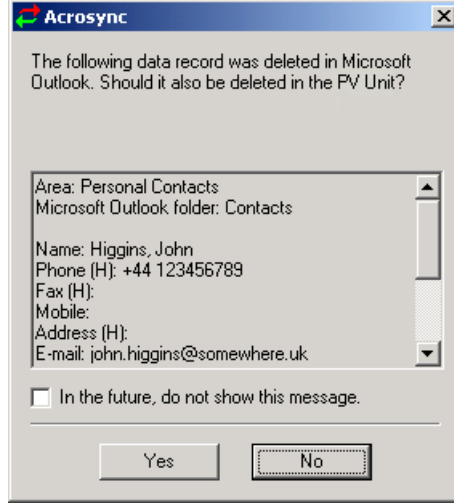 Acrosync
The following data record was deleted in Microsoft
Outlook. Should it also be deleted in the PV Unit?
Area: Personal Contacts
Microsoft Outlook folder: Contacts
Name: Higgins, John
Phone (H): +44 123456789
Fax (H):
Mobile:
Address (H):
E-mail: john.higgins@somewhere.uk
In the future, do not show this message.
Yes
No